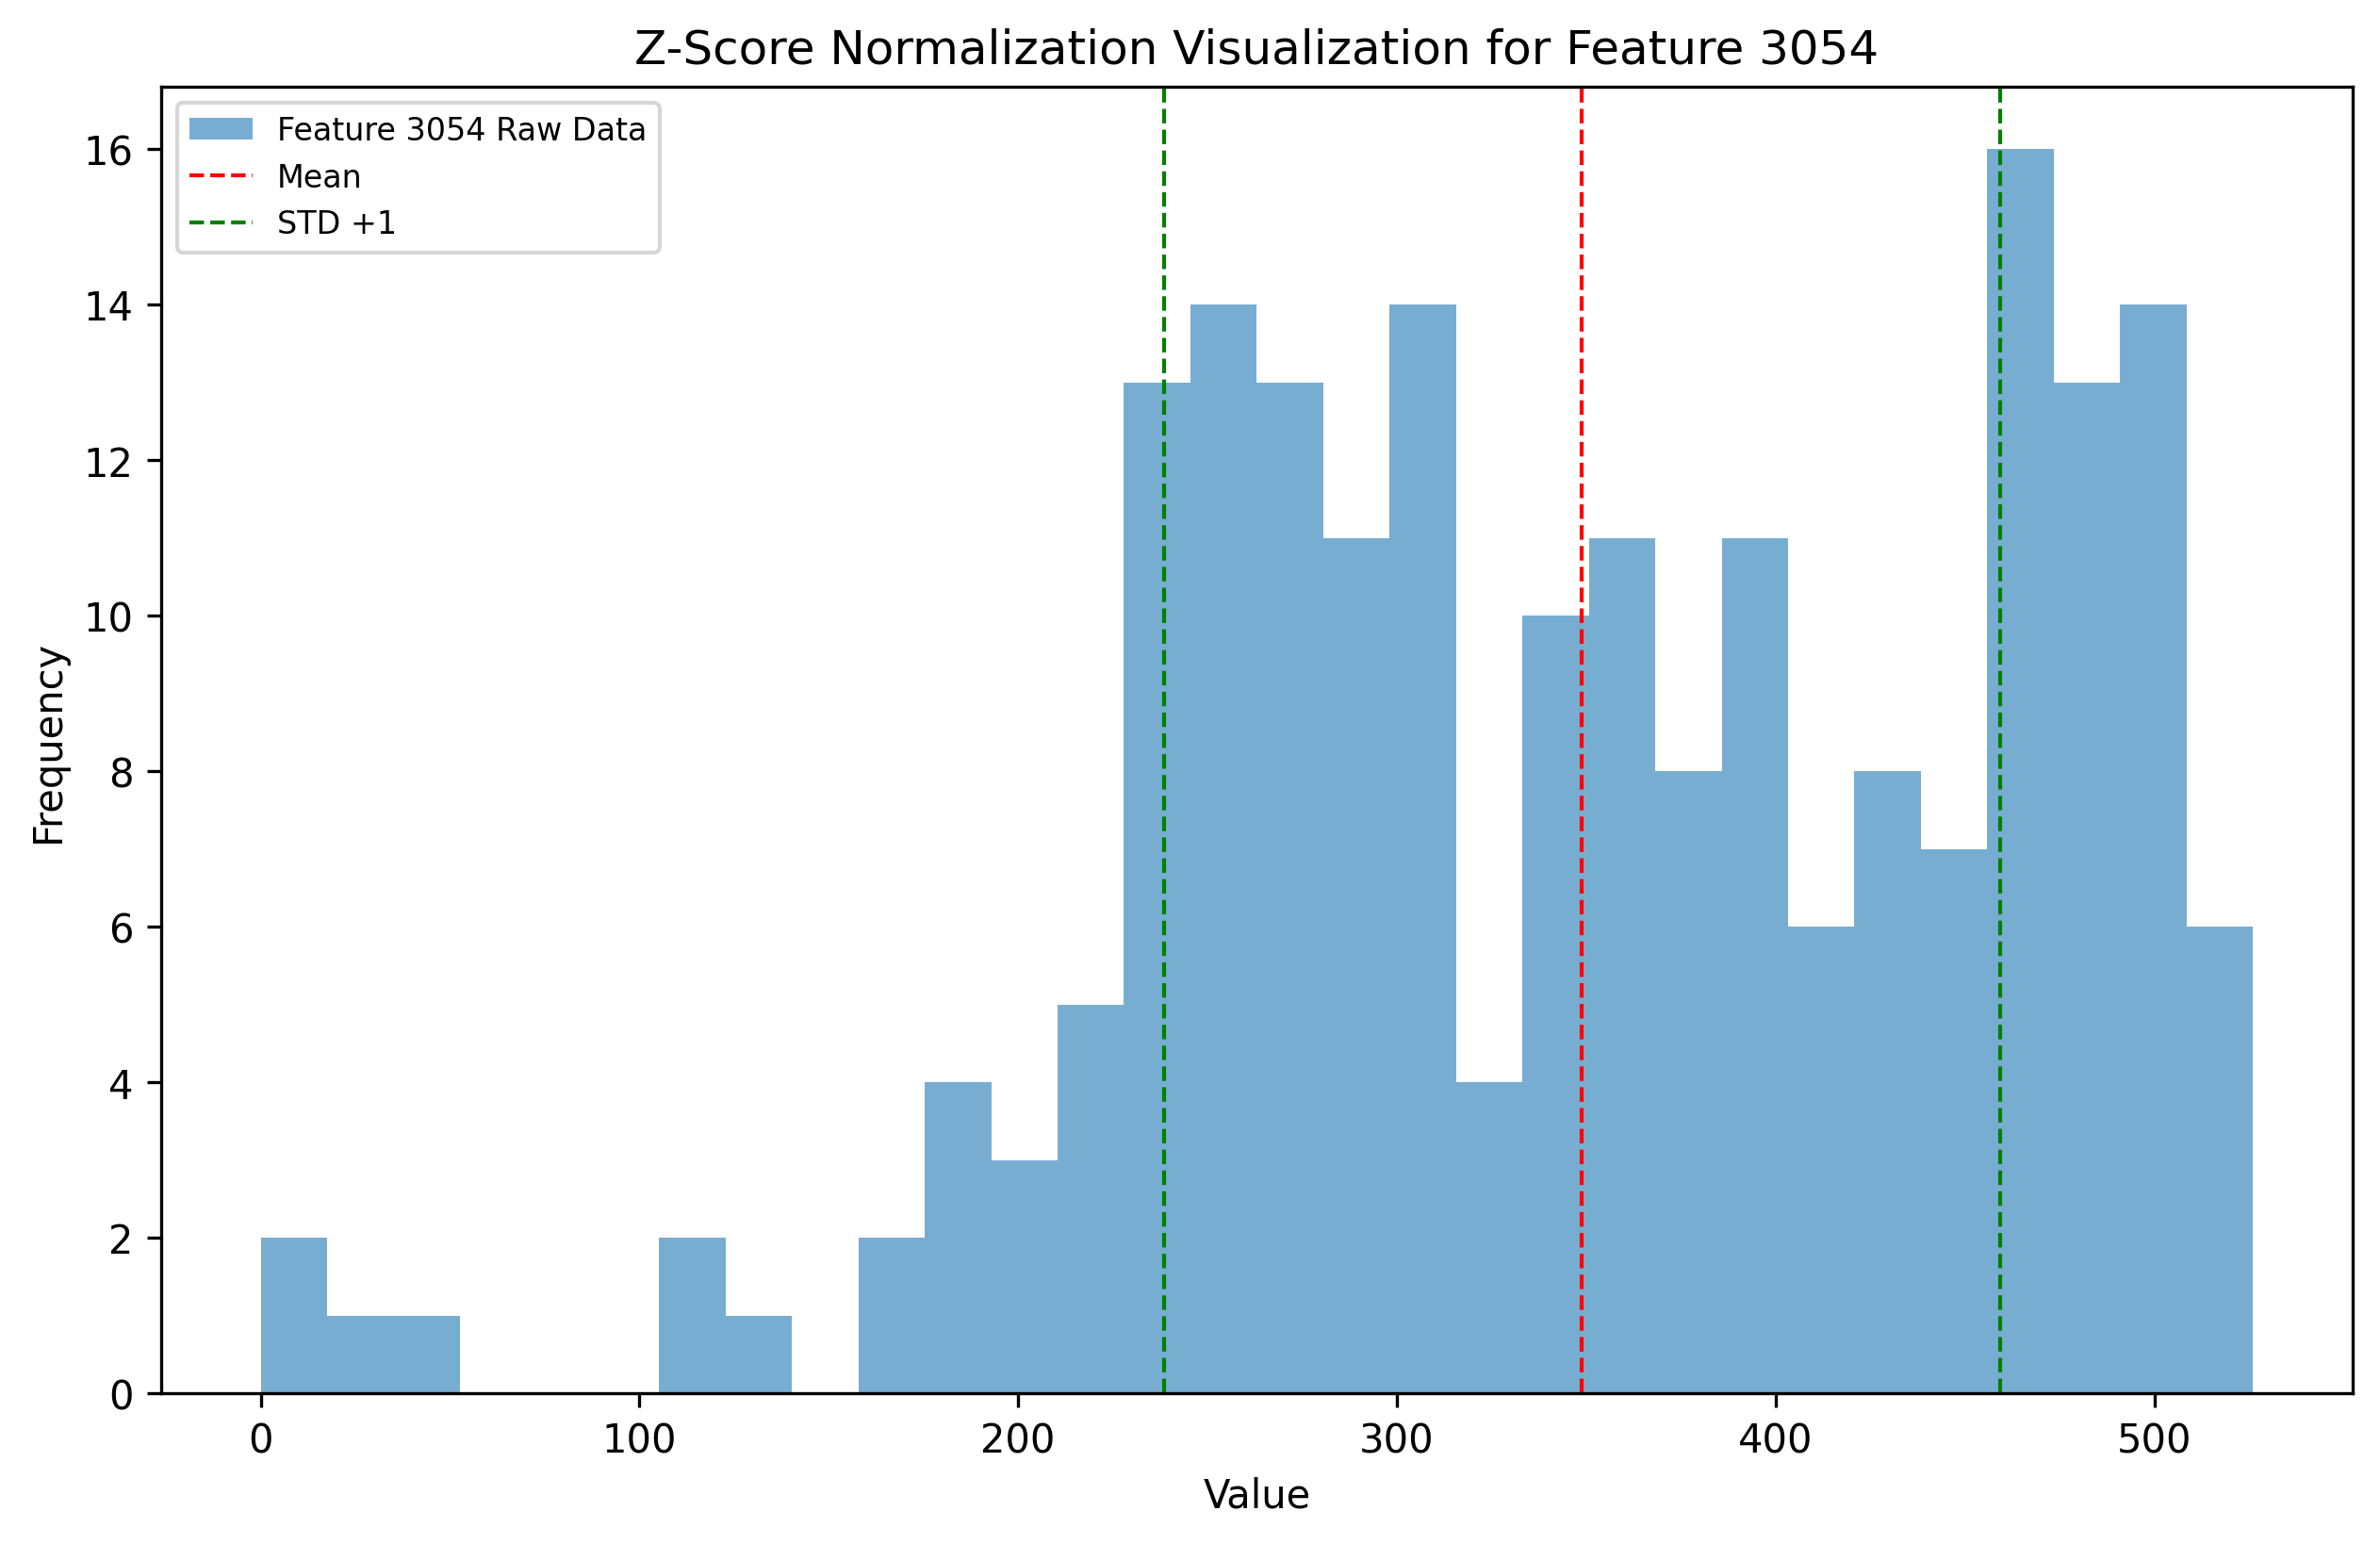 Z-Score Normalization Visualization for Feature 3054
Feature 3054 Raw Data
Mean
STD +1
16
14
12
10
8
6
4
2
0
Frequency
0 100 200 300 400 500
Value